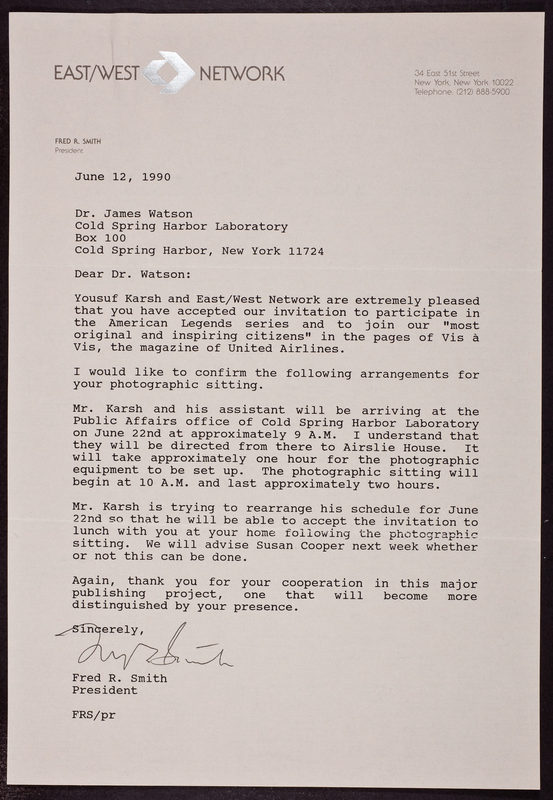 EAST/WEST NETWORK
34 East 51st Street
New York, New York 10022
Telephone: (212) 888-5900
FRED R. SMITH
President
June 12, 1990
Dr. James Watson
Cold Spring Harbor Laboratory
Box 100
Cold Spring Harbor, New York 11724
Dear Dr. Watson:
Yousuf Karsh and East/West Network are extremely pleased
that you have accepted our invitation to participate in
the American Legends series and to join our "most
original and inspiring citizens" in the pages of Vis à
Vis, the magazine of United Airlines.
I would like to confirm the following arrangements for
your photographic sitting.
Mr. Karsh and his assistant will be arriving at the
Public Affairs office of Cold Spring Harbor Laboratory
on June 22nd at approximately 9 A.M. I understand that
they will be directed from there to Airslie House. It
will take approximately one hour for the photographic
equipment to be set up. The photographic sitting will
begin at 10 A.M. and last approximately two hours.
Mr. Karsh is trying to rearrange his schedule for June
22nd so that he will be able to accept the invitation to
lunch with you at your home following the photographic
sitting. We will advise Susan Cooper next week whether
or not this can be done.
Again, thank you for your cooperation in this major
publishing project, one that will become more
distinguished by your presence.
Sincerely,
Fred R. Smith
President
FRS/pr